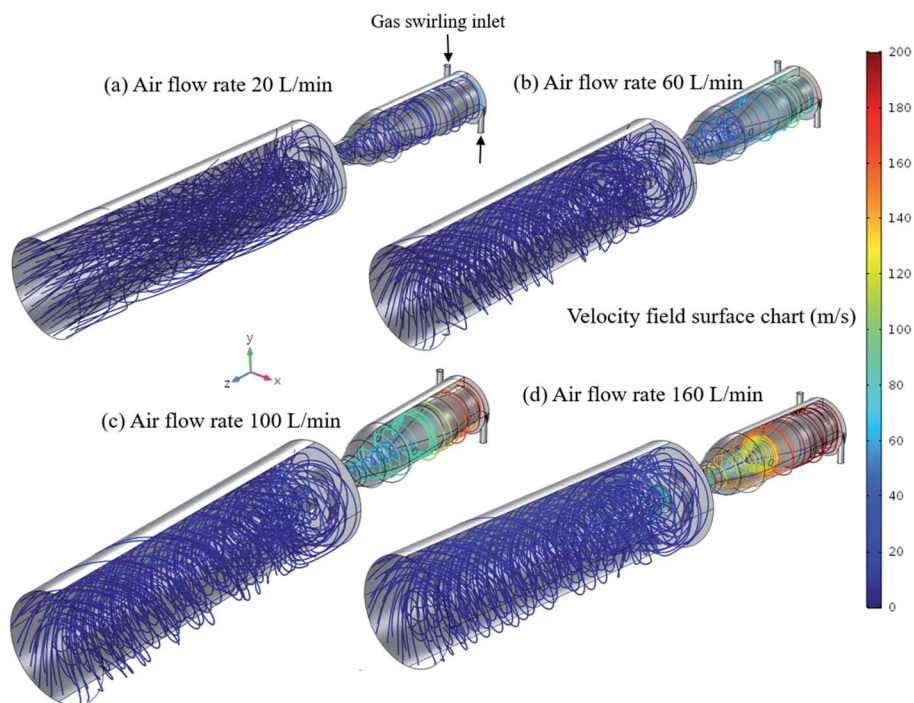 Gas swirling inlet
(a) Air flow rate 20 L/min
(b) Air flow rate 60 L/min
200
180
160
140
120
100
80
60
40
20
0
Velocity field surface chart (m/s)
y
z
x
(c) Air flow rate 100 L/min
(d) Air flow rate 160 L/min